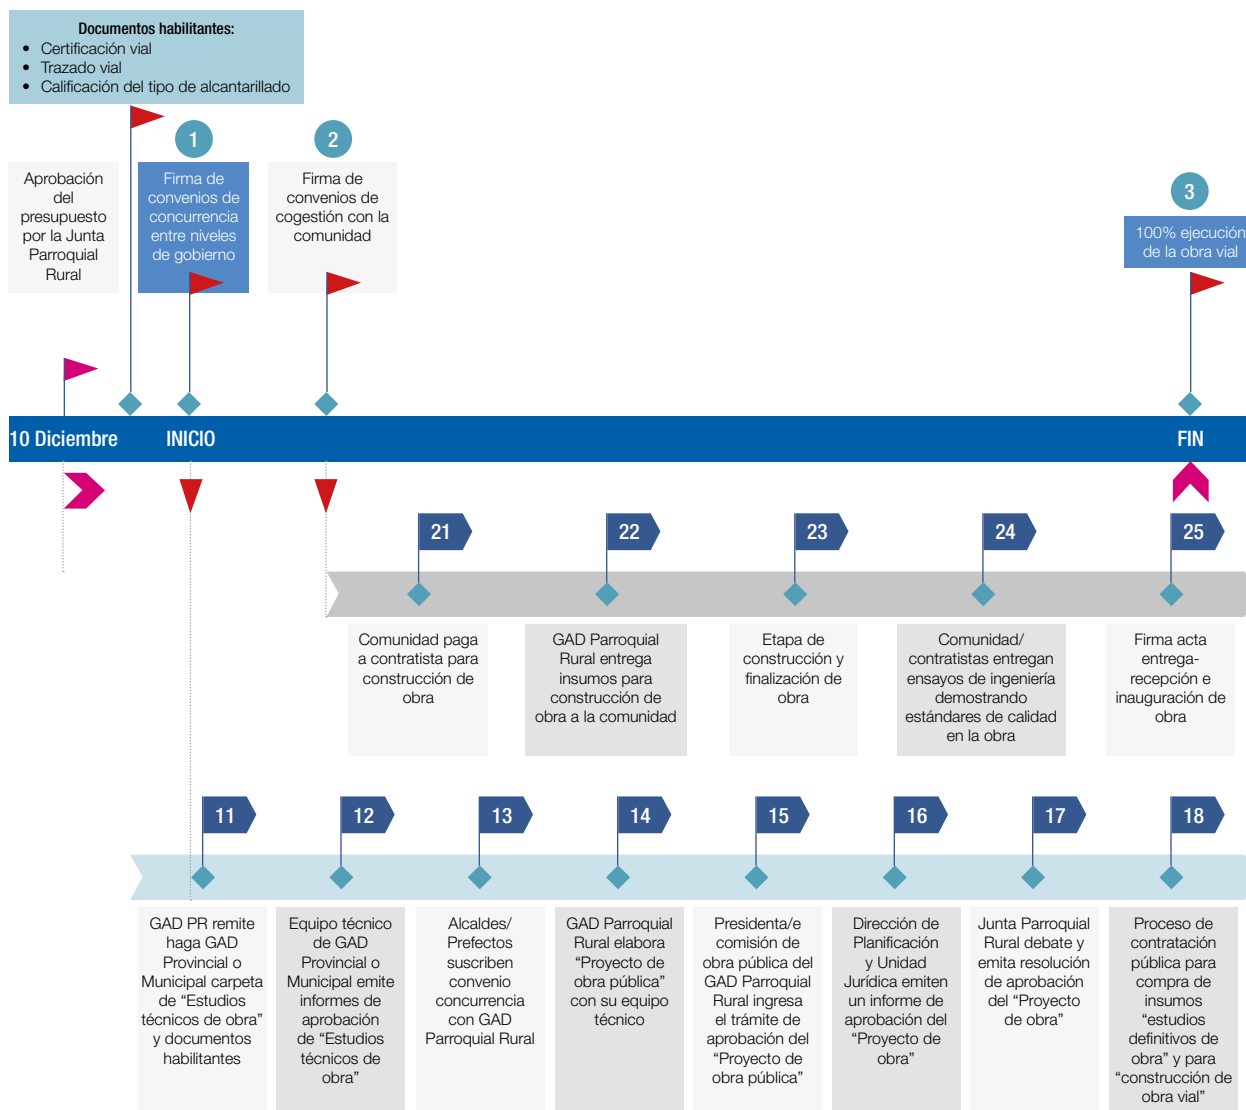 Documentos habilitantes:
• Certificación vial
• Trazado vial
• Calificación del tipo de alcantarillado
Aprobación
del
presupuesto
por la Junta
Parroquial
Rural
1
Firma de
convenios de
concurrencia
entre niveles
de gobierno
2
Firma de
convenios de
cogestión con la
comunidad
3
100% ejecución
de la obra vial
10 Diciembre
INICIO
FIN
21
Comunidad paga
a contratista para
construcción de
obra
22
GAD Parroquial
Rural entrega
insumos para
construcción de
obra a la comunidad
23
Etapa de
construcción y
finalización de
obra
24
Comunidad/
contratistas entregan
ensayos de ingeniería
demostrando
estándares de calidad
en la obra
25
Firma acta
entrega-
recepción e
inauguración de
obra
11
GAD PR remite
haga GAD
Provincial o
Municipal carpeta
de “Estudios
técnicos de obra”
y documentos
habilitantes
12
Equipo técnico
de GAD
Provincial o
Municipal emite
informes de
aprobación
de “Estudios
técnicos de
obra”
13
Alcaldes/
Prefectos
suscriben
convenio
concurrencia
con GAD
Parroquial Rural
14
GAD Parroquial
Rural elabora
“Proyecto de
obra pública”
con su equipo
técnico
15
Presidenta/e
comisión de
obra pública del
GAD Parroquial
Rural ingresa
el trámite de
aprobación del
“Proyecto de
obra pública”
16
Dirección de
Planificación
y Unidad
Jurídica emiten
un informe de
aprobación del
“Proyecto de
obra”
17
Junta Parroquial
Rural debate y
emita resolución
de aprobación
del “Proyecto
de obra”
18
Proceso de
contratación
pública para
compra de
insumos
“estudios
definitivos de
obra” y para
“construcción de
obra vial”